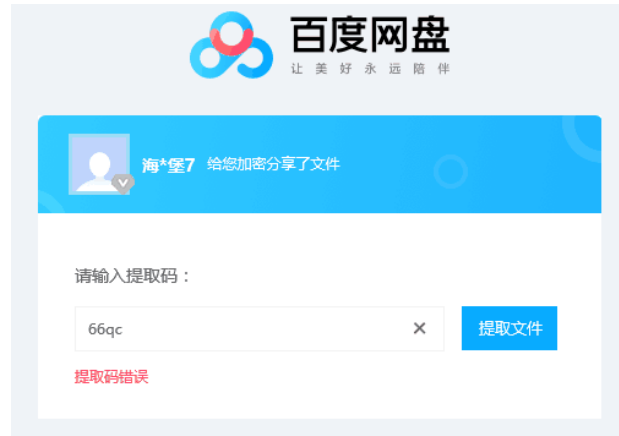 百度网盘
让美好永远陪伴
海*堡7 给您加密分享了文件
请输入提取码：
66qc × 提取文件
提取码错误